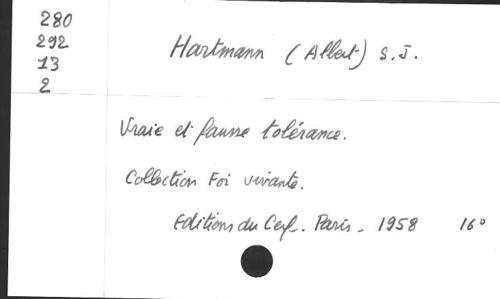 280
292
13
2
Hartmann (Albert) S.J.
Vraie et fausse tolérance.
Collection Foi vivante.
Editions du Cerf. Paris - 1958 16°